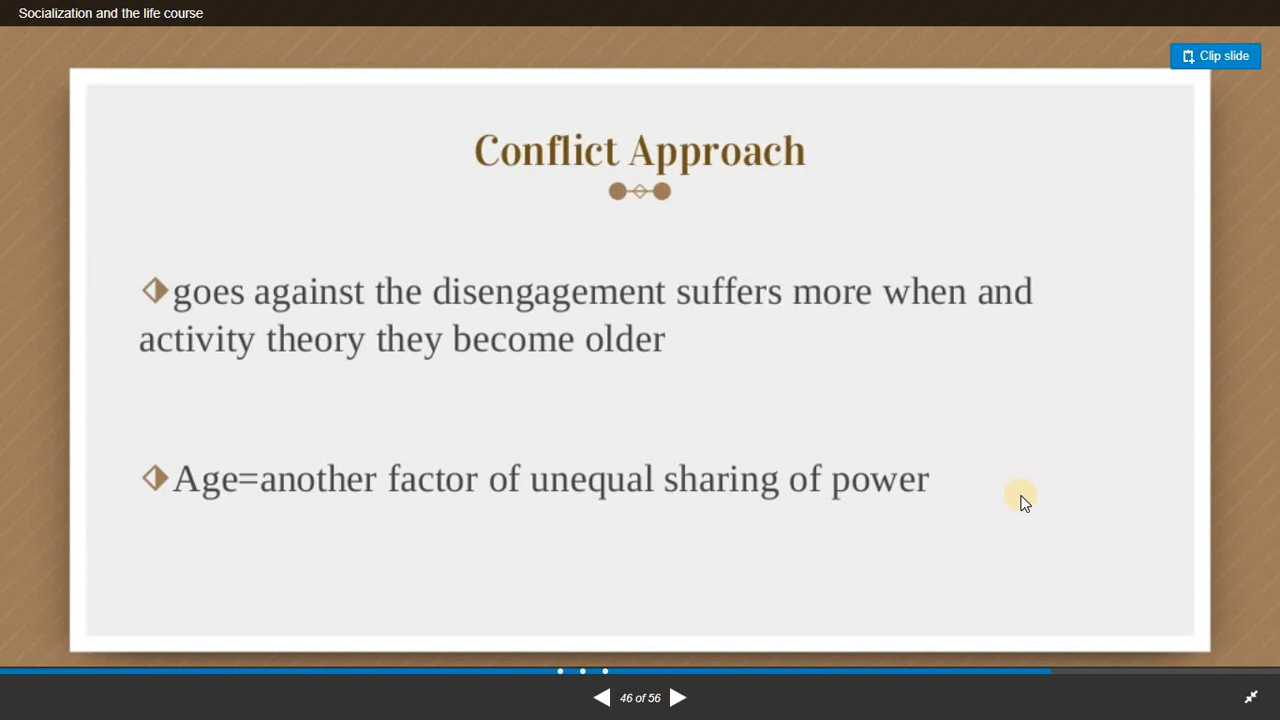 Socialization and the life course
Clip slide
Conflict Approach
goes against the disengagement suffers more when and
activity theory they become older
Age=another factor of unequal sharing of power
46 of 56